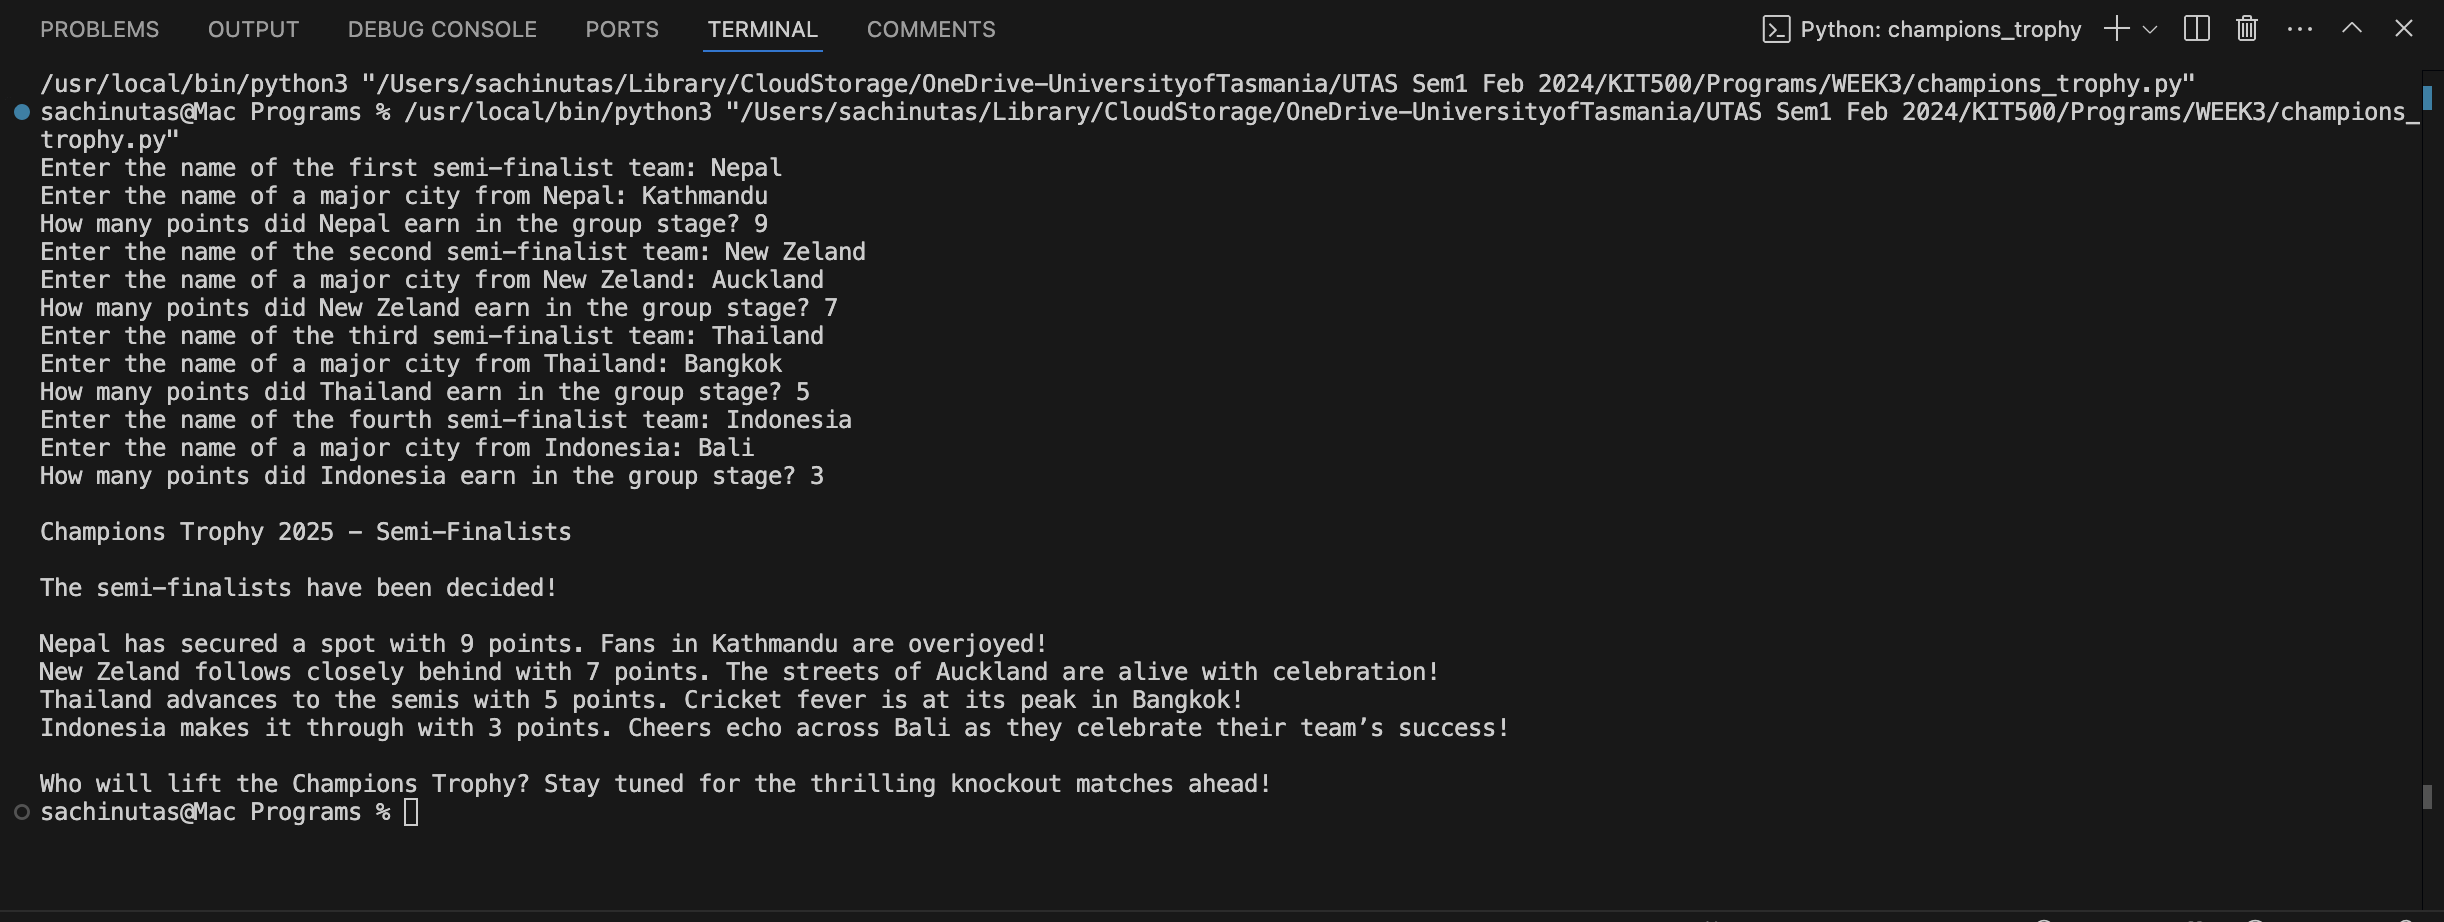 PROBLEMS OUTPUT DEBUG CONSOLE PORTS TERMINAL COMMENTS Python: champions_trophy
/usr/local/bin/python3 "/Users/sachinutas/Library/CloudStorage/OneDrive-UniversityofTasmania/UTAS Sem1 Feb 2024/KIT500/Programs/WEEK3/champions_trophy.py"
sachinutas@Mac Programs % /usr/local/bin/python3 "/Users/sachinutas/Library/CloudStorage/OneDrive-UniversityofTasmania/UTAS Sem1 Feb 2024/KIT500/Programs/WEEK3/champions_
trophy.py"
Enter the name of the first semi-finalist team: Nepal
Enter the name of a major city from Nepal: Kathmandu
How many points did Nepal earn in the group stage? 9
Enter the name of the second semi-finalist team: New Zeland
Enter the name of a major city from New Zeland: Auckland
How many points did New Zeland earn in the group stage? 7
Enter the name of the third semi-finalist team: Thailand
Enter the name of a major city from Thailand: Bangkok
How many points did Thailand earn in the group stage? 5
Enter the name of the fourth semi-finalist team: Indonesia
Enter the name of a major city from Indonesia: Bali
How many points did Indonesia earn in the group stage? 3
Champions Trophy 2025 - Semi-Finalists
The semi-finalists have been decided!
Nepal has secured a spot with 9 points. Fans in Kathmandu are overjoyed!
New Zeland follows closely behind with 7 points. The streets of Auckland are alive with celebration!
Thailand advances to the semis with 5 points. Cricket fever is at its peak in Bangkok!
Indonesia makes it through with 3 points. Cheers echo across Bali as they celebrate their team’s success!
Who will lift the Champions Trophy? Stay tuned for the thrilling knockout matches ahead!
sachinutas@Mac Programs %